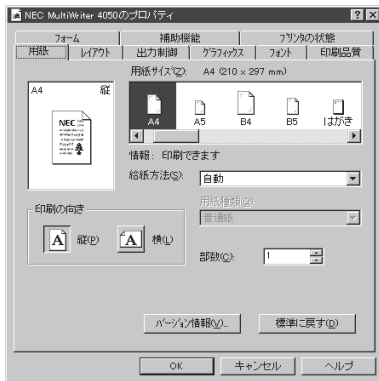 NEC MultiWriter 4050のプロパティ
フォーム 補助機能 プリンタの状態
用紙 レイアウト 出力制御 グラフィックス フォント 印刷品質
用紙サイズ(Z): A4 (210 x 297 mm)
A4 縦
NEC
A4 A5 B4 B5 はがき
情報: 印刷できます
給紙方法(S): 自動
用紙種類(Q):
普通紙
印刷の向き
A 縦(P) A 横(L)
部数(C): 1
バージョン情報(V)... 標準に戻す(D)
OK キャンセル ヘルプ